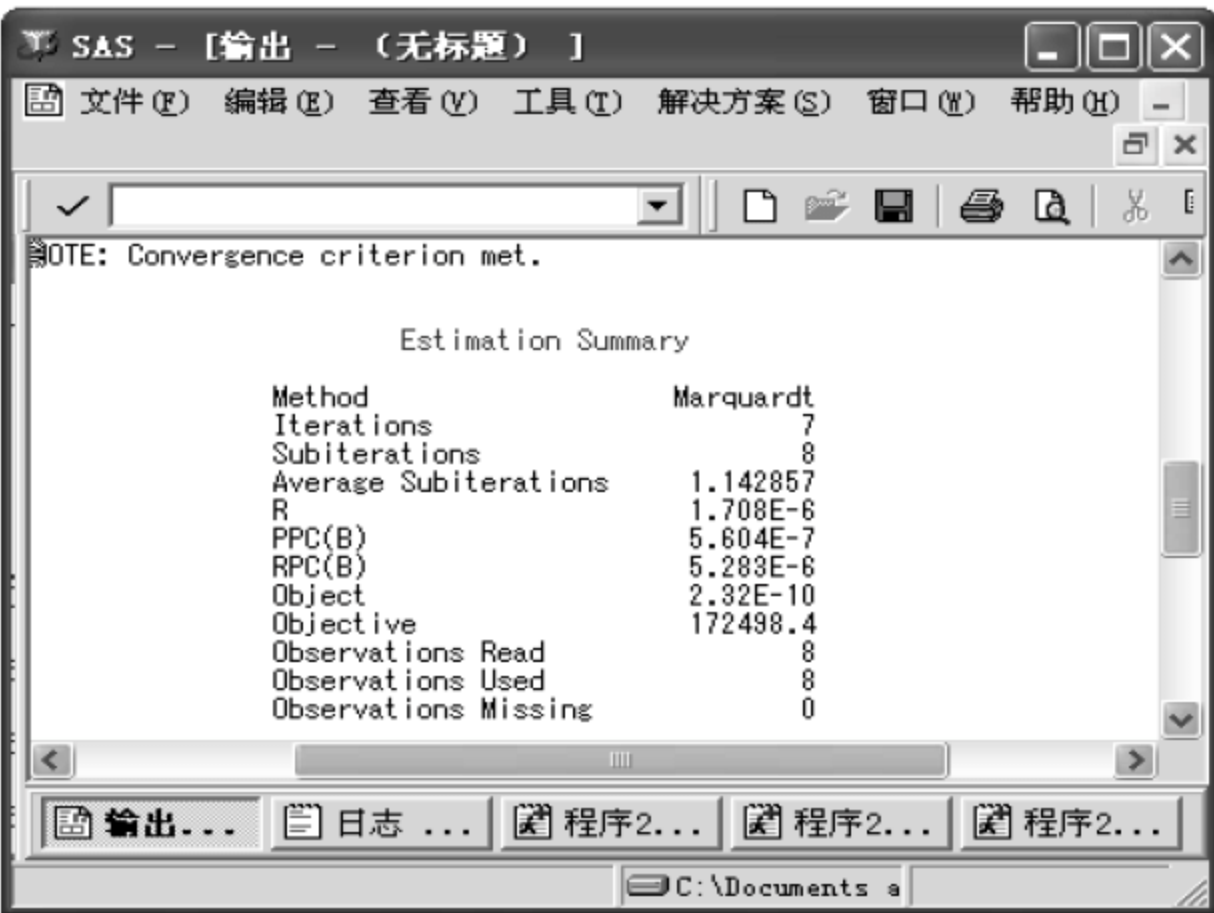 SAS - [输出 - （无标题） ]
文件(F) 编辑(E) 查看(V) 工具(T) 解决方案(S) 窗口(W) 帮助(H)
NOTE: Convergence criterion met.
Estimation Summary
Method Marquardt
Iterations 7
Subiterations 8
Average Subiterations 1.142857
R 1.708E-6
PPC(B) 5.604E-7
RPC(B) 5.283E-6
Object 2.32E-10
Objective 172498.4
Observations Read 8
Observations Used 8
Observations Missing 0
输出... 日志 ... 程序2... 程序2... 程序2...
C:\Documents a